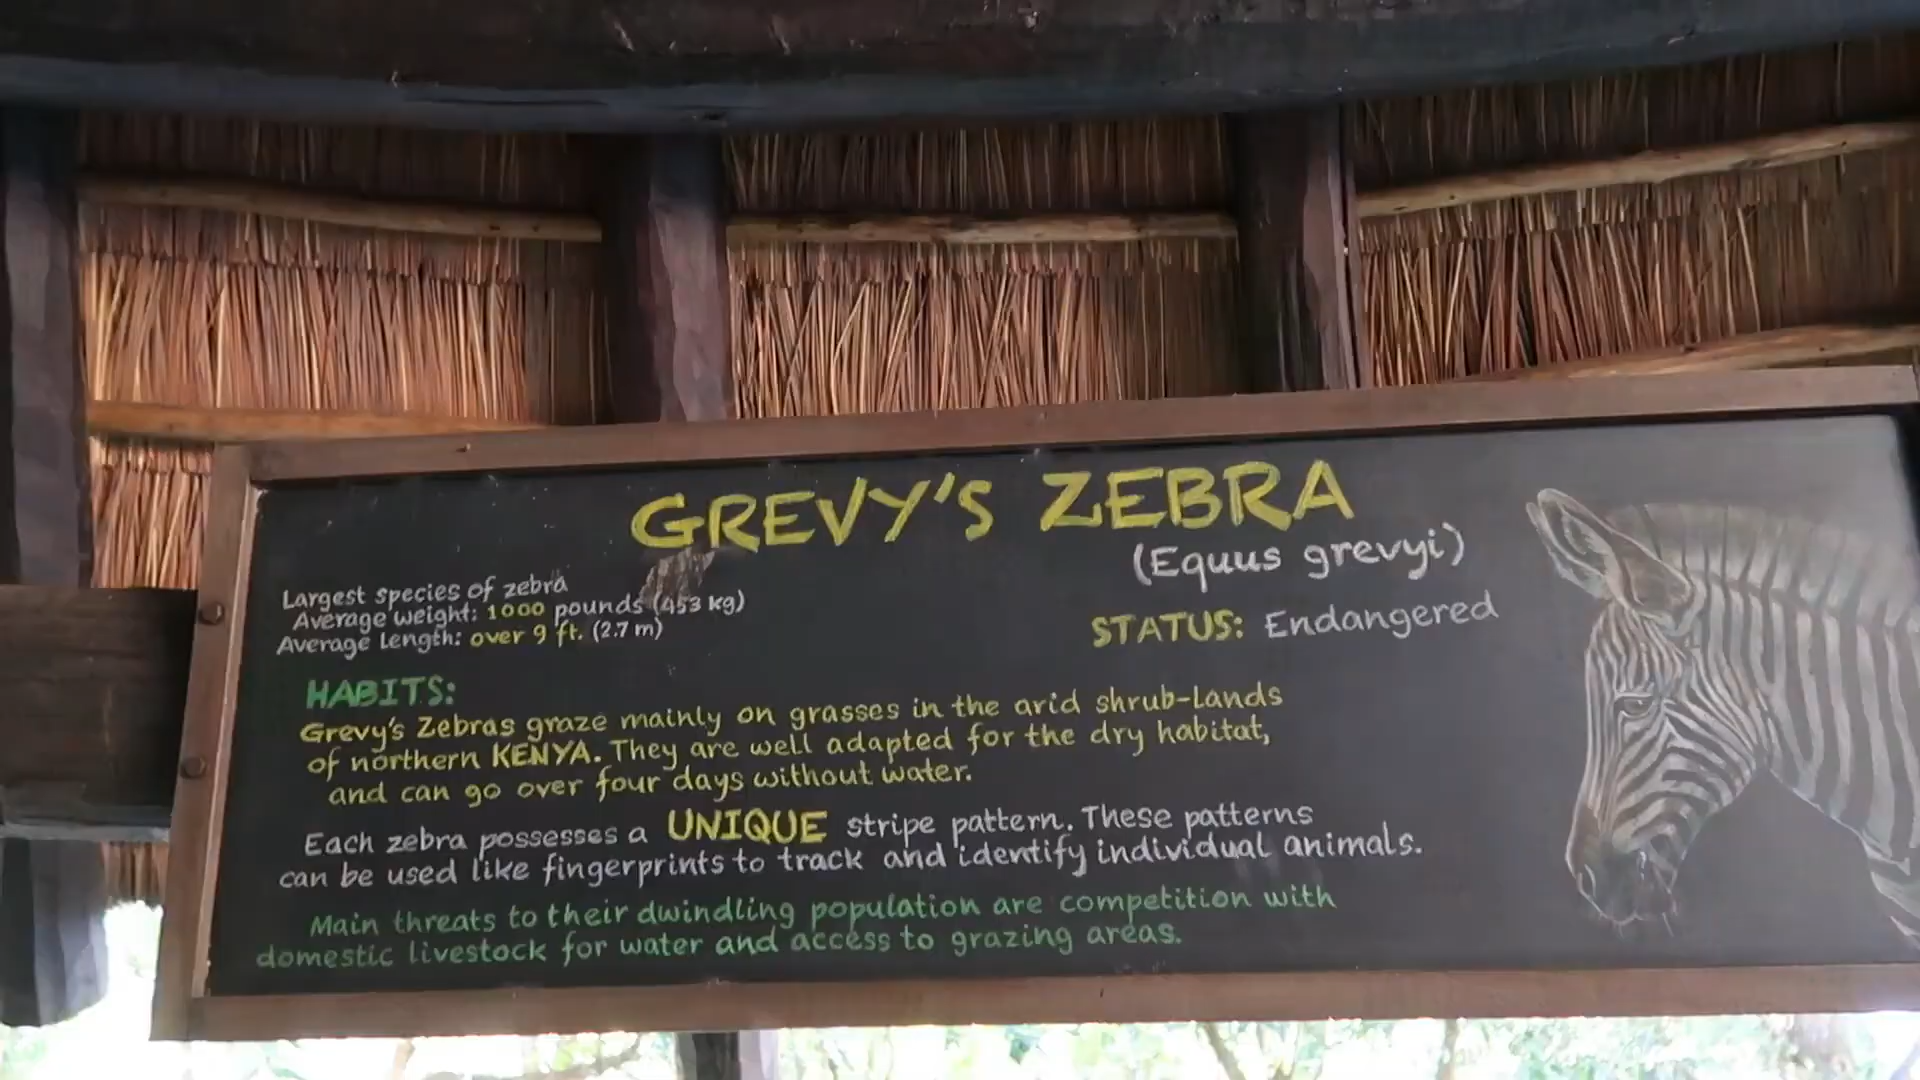 GREVY'S ZEBRA
(Equus grevyi)
Largest species of zebra
Average weight: 1000 pounds (453 kg)
Average Length: over 9 ft. (2.7 m)
STATUS: Endangered
HABITS:
Grevy's Zebras graze mainly on grasses in the arid shrub-lands
of northern KENYA. They are well adapted for the dry habitat,
and can go over four days without water.
Each zebra possesses a UNIQUE stripe pattern. These patterns
can be used like fingerprints to track and identify individual animals.
Main threats to their dwindling population are competition with
domestic livestock for water and access to grazing areas.